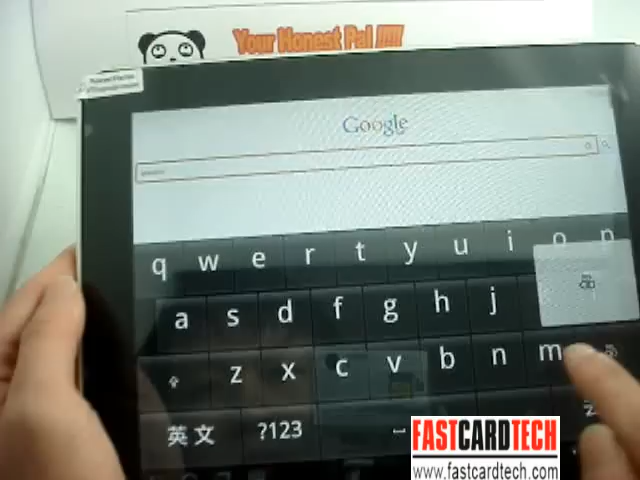 Your Honest Pal !!!!!
Google
q w e r t y u i o p
a s d f g h j
z x c v b n m
英文 ?123
FASTCARDTECH
www.fastcardtech.com